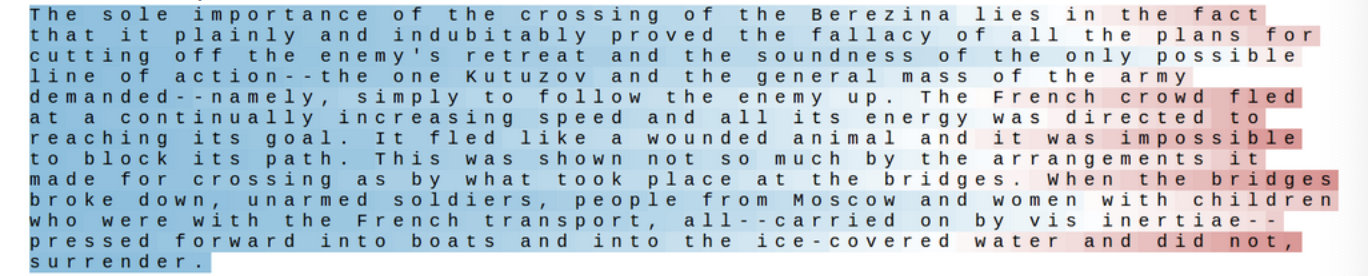 The sole importance of the crossing of the Berezina lies in the fact
that it plainly and indubitably proved the fallacy of all the plans for
cutting off the enemy's retreat and the soundness of the only possible
line of action--the one Kutuzov and the general mass of the army
demanded--namely, simply to follow the enemy up. The French crowd fled
at a continually increasing speed and all its energy was directed to
reaching its goal. It fled like a wounded animal and it was impossible
to block its path. This was shown not so much by the arrangements it
made for crossing as by what took place at the bridges. When the bridges
broke down, unarmed soldiers, people from Moscow and women with children
who were with the French transport, all--carried on by vis inertiae--
pressed forward into boats and into the ice-covered water and did not,
surrender.